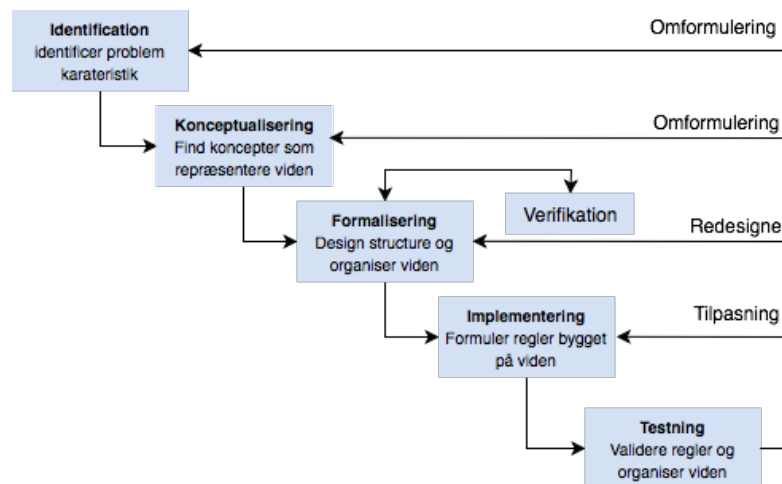 Identification
identificer problem
karateristik
Omformulering
Konceptualisering
Find koncepter som
repræsentere viden
Omformulering
Verifikation
Formalisering
Design structure og
organiser viden
Redesigne
Implementering
Formuler regler bygget
på viden
Tilpasning
Testning
Validere regler og
organiser viden